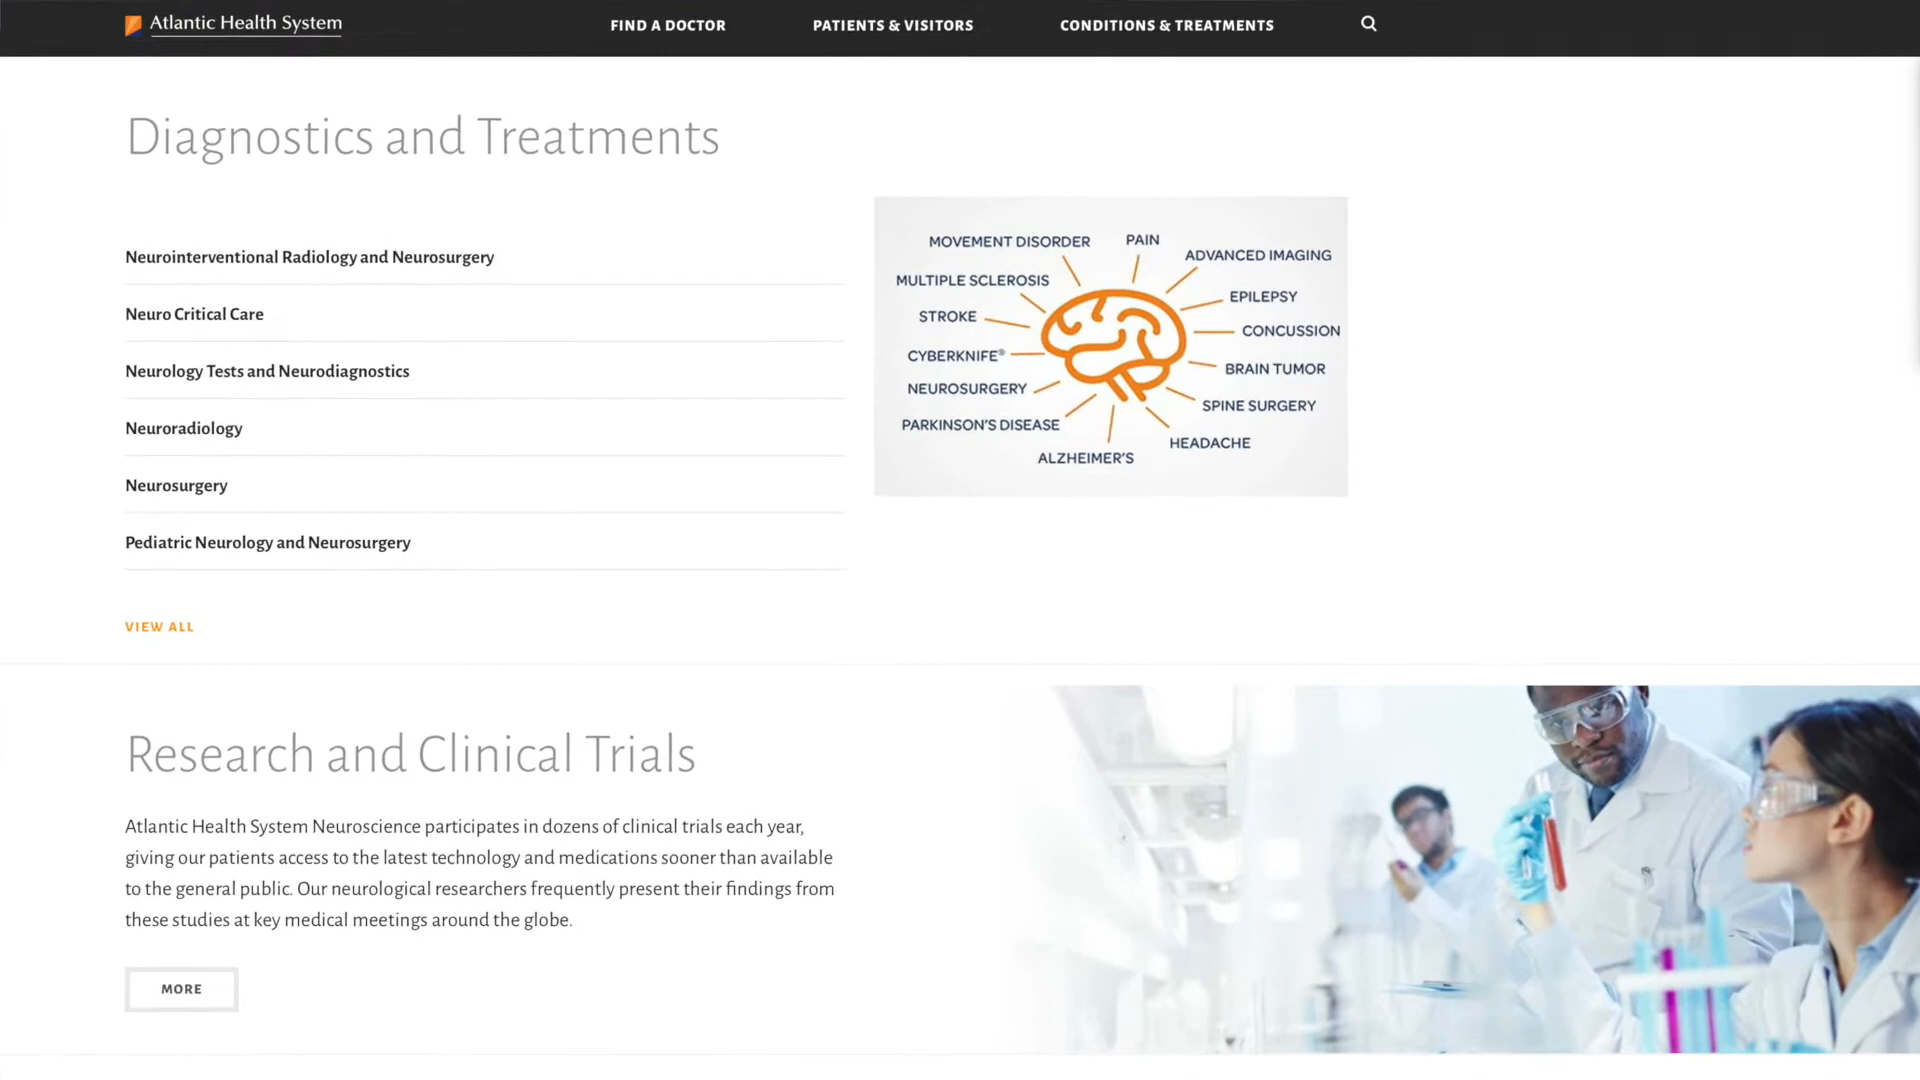 Atlantic Health System
FIND A DOCTOR
PATIENTS & VISITORS
CONDITIONS & TREATMENTS
Diagnostics and Treatments
Neurointerventional Radiology and Neurosurgery
Neuro Critical Care
Neurology Tests and Neurodiagnostics
Neuroradiology
Neurosurgery
Pediatric Neurology and Neurosurgery
VIEW ALL
MOVEMENT DISORDER
PAIN
ADVANCED IMAGING
MULTIPLE SCLEROSIS
EPILEPSY
STROKE
CONCUSSION
CYBERKNIFE®
BRAIN TUMOR
NEUROSURGERY
SPINE SURGERY
PARKINSON'S DISEASE
HEADACHE
ALZHEIMER'S
Research and Clinical Trials
Atlantic Health System Neuroscience participates in dozens of clinical trials each year,
giving our patients access to the latest technology and medications sooner than available
to the general public. Our neurological researchers frequently present their findings from
these studies at key medical meetings around the globe.
MORE